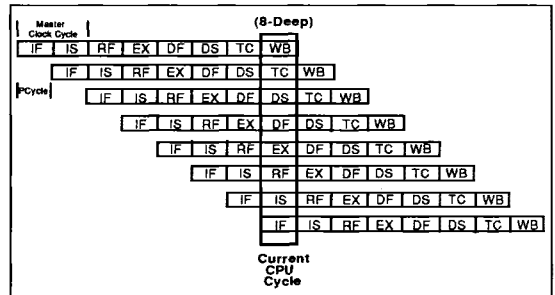 Master
Clock Cycle
(8-Deep)
IF IS RF EX DF DS TC WB
IF IS RF EX DF DS TC WB
PCycle
IF IS RF EX DF DS TC WB
IF IS RF EX DF DS TC WB
IF IS RF EX DF DS TC WB
IF IS RF EX DF DS TC WB
IF IS RF EX DF DS TC WB
IF IS RF EX DF DS TC WB
Current
CPU
Cycle